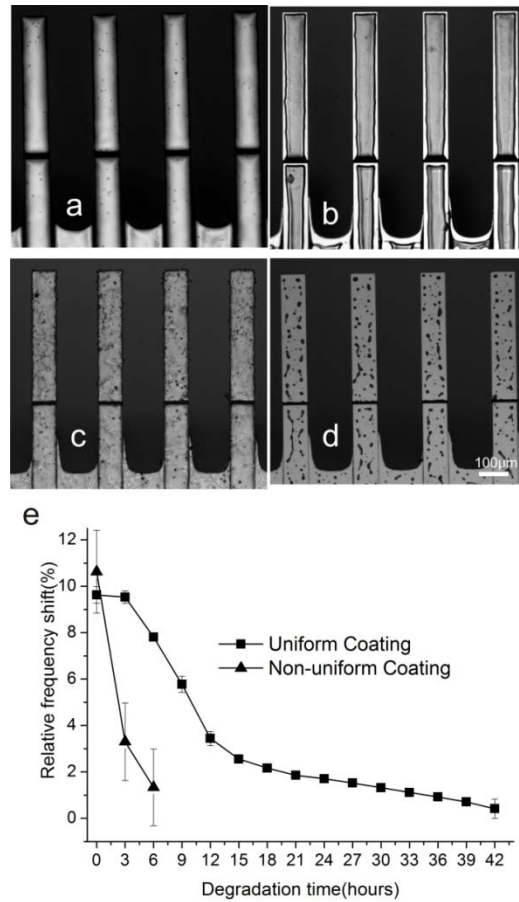 a
b
c
d
100μm
e
Relative frequency shift(%)
12
10
8
6
4
2
0
Uniform Coating
Non-uniform Coating
0 3 6 9 12 15 18 21 24 27 30 33 36 39 42
Degradation time(hours)